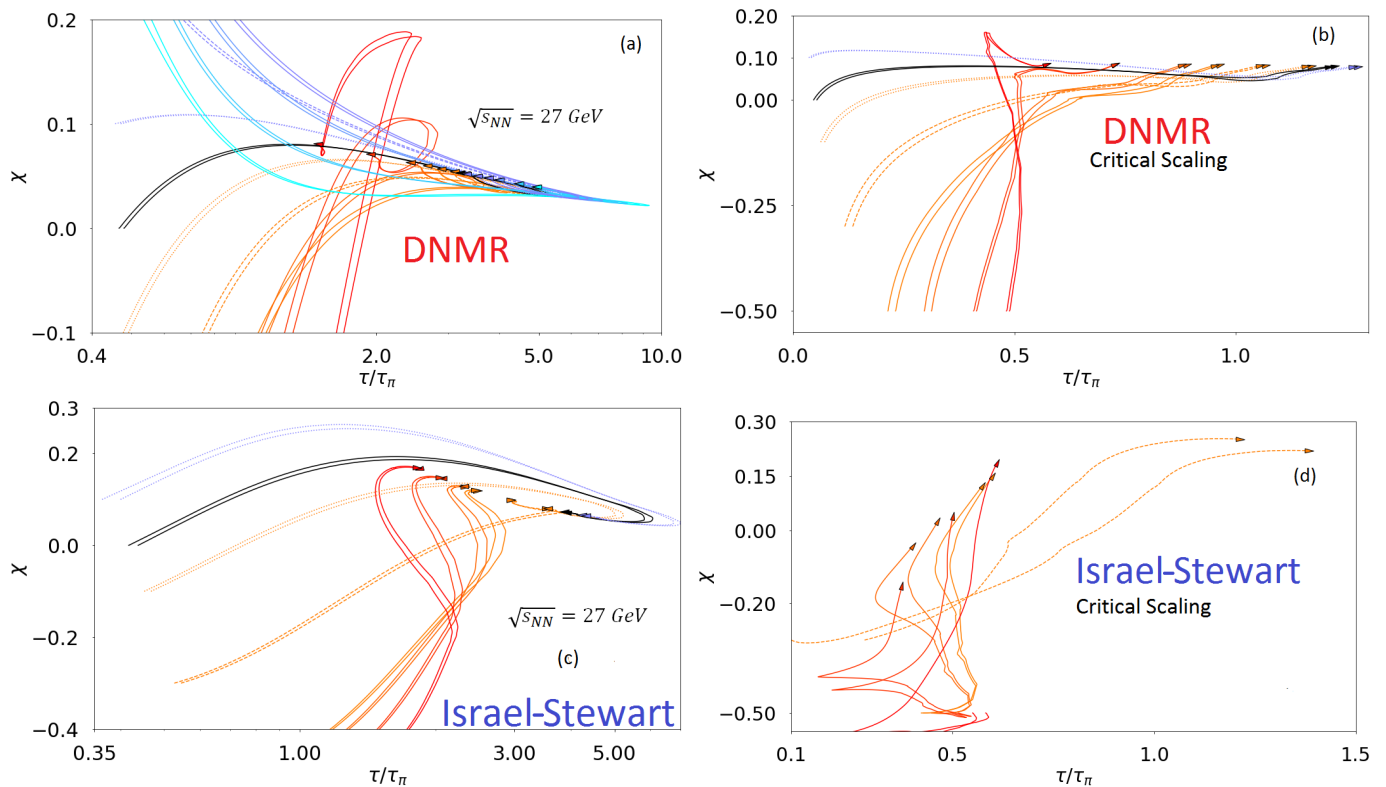 0.2
(a)
√s_NN = 27 GeV
0.1
χ
0.0
DNMR
−0.1
0.4
2.0
5.0
10.0
τ/τ_π
0.20
(b)
0.10
0.00
DNMR
Critical Scaling
χ
−0.25
−0.50
0.0
0.5
1.0
τ/τ_π
0.3
0.2
0.0
χ
√s_NN = 27 GeV
−0.2
(c)
Israel-Stewart
−0.4
0.35
1.00
3.00
5.00
τ/τ_π
0.30
(d)
0.15
0.00
Israel-Stewart
χ
Critical Scaling
−0.20
−0.50
0.1
0.5
1.0
1.5
τ/τ_π